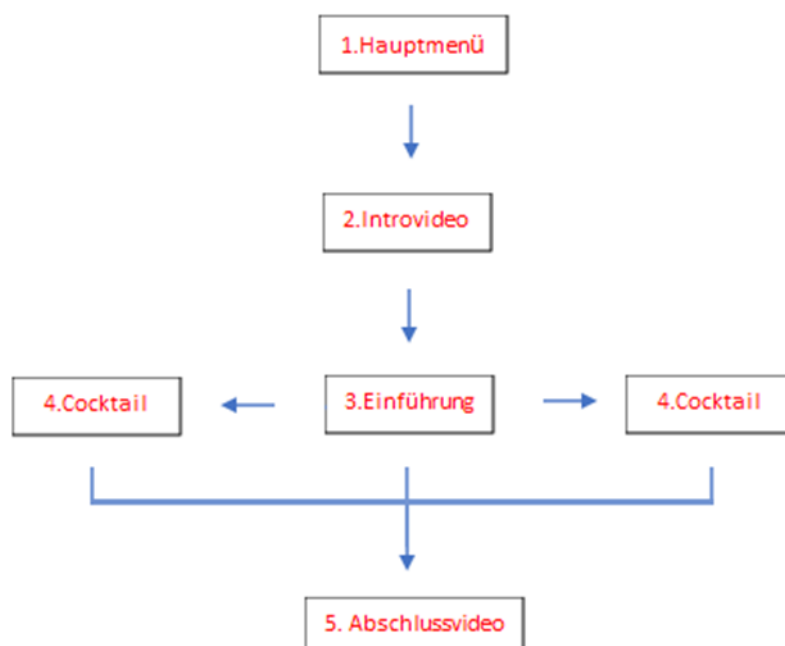 1.Hauptmenü
2.Introvideo
4.Cocktail
3.Einführung
4.Cocktail
5. Abschlussvideo